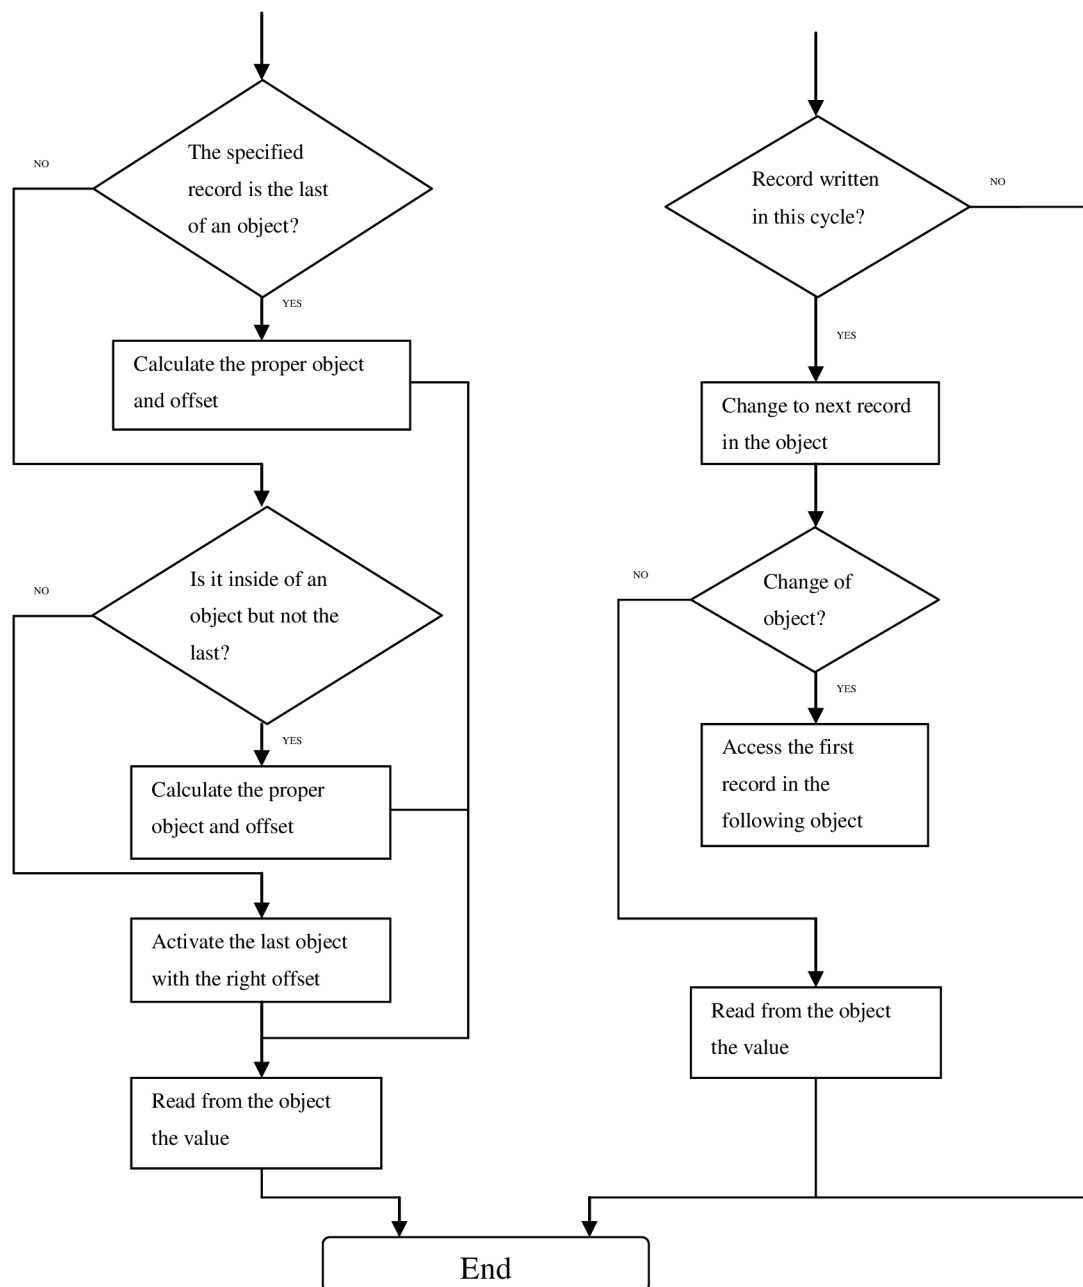 The specified
record is the last
of an object?
NO
YES
Calculate the proper object
and offset
Is it inside of an
object but not the
last?
NO
YES
Calculate the proper
object and offset
Activate the last object
with the right offset
Read from the object
the value
Record written
in this cycle?
NO
YES
Change to next record
in the object
Change of
object?
NO
YES
Access the first
record in the
following object
Read from the object
the value
End